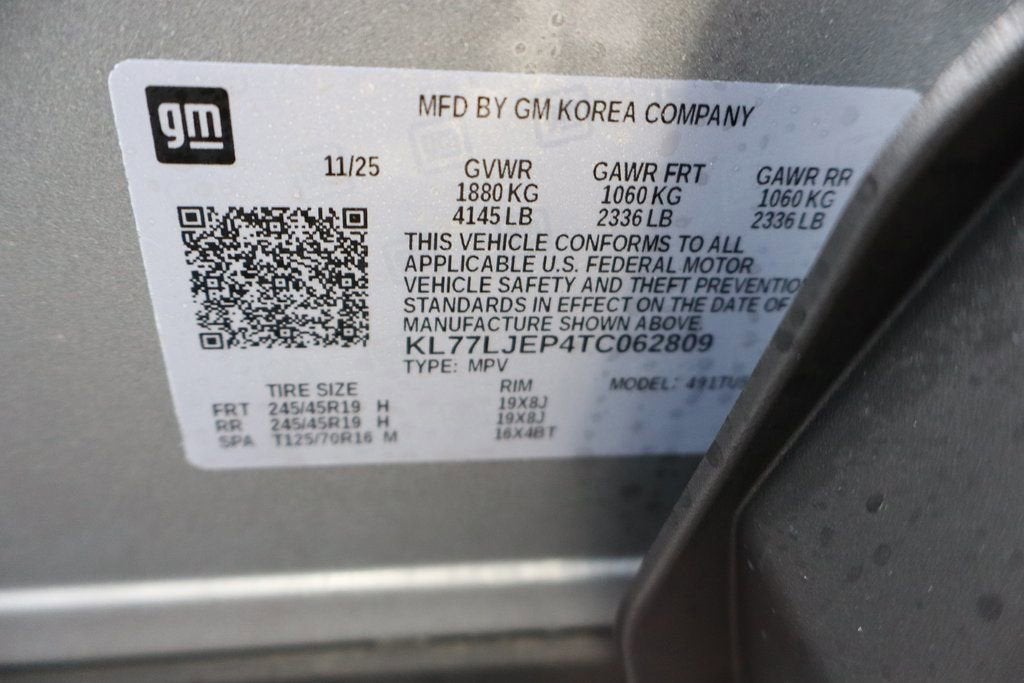 gm
MFD BY GM KOREA COMPANY
11/25 GVWR GAWR FRT GAWR RR
1880 KG 1060 KG 1060 KG
4145 LB 2336 LB 2336 LB
THIS VEHICLE CONFORMS TO ALL
APPLICABLE U.S. FEDERAL MOTOR
VEHICLE SAFETY AND THEFT PREVENTIO
STANDARDS IN EFFECT ON THE DATE OF
MANUFACTURE SHOWN ABOVE.
KL77LJEP4TC062809
TYPE: MPV
TIRE SIZE RIM MODEL:
FRT 245/45R19 H 19X8J
RR 245/45R19 H 19X8J
SPA T125/70R16 M 16X4BT